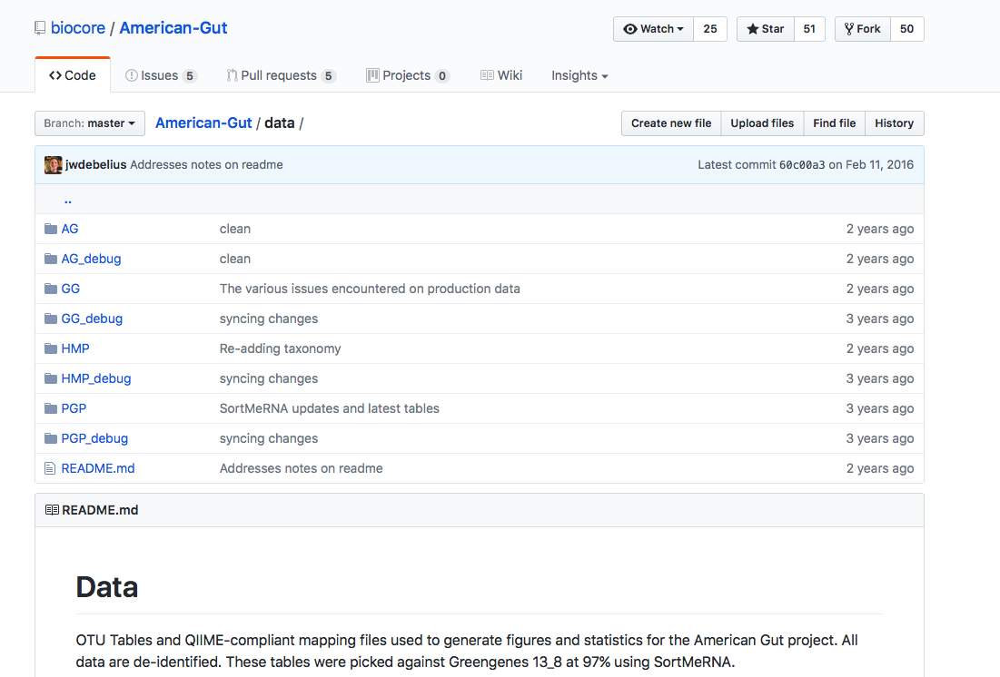 biocore / American-Gut
Watch 25 Star 51 Fork 50
Code Issues 5 Pull requests 5 Projects 0 Wiki Insights
Branch: master American-Gut / data / Create new file Upload files Find file History
jwdebelius Addresses notes on readme Latest commit 60c00a3 on Feb 11, 2016
..
AG clean 2 years ago
AG_debug clean 2 years ago
GG The various issues encountered on production data 2 years ago
GG_debug syncing changes 3 years ago
HMP Re-adding taxonomy 2 years ago
HMP_debug syncing changes 3 years ago
PGP SortMeRNA updates and latest tables 3 years ago
PGP_debug syncing changes 3 years ago
README.md Addresses notes on readme 2 years ago
README.md
Data
OTU Tables and QIIME-compliant mapping files used to generate figures and statistics for the American Gut project. All
data are de-identified. These tables were picked against Greengenes 13_8 at 97% using SortMeRNA.